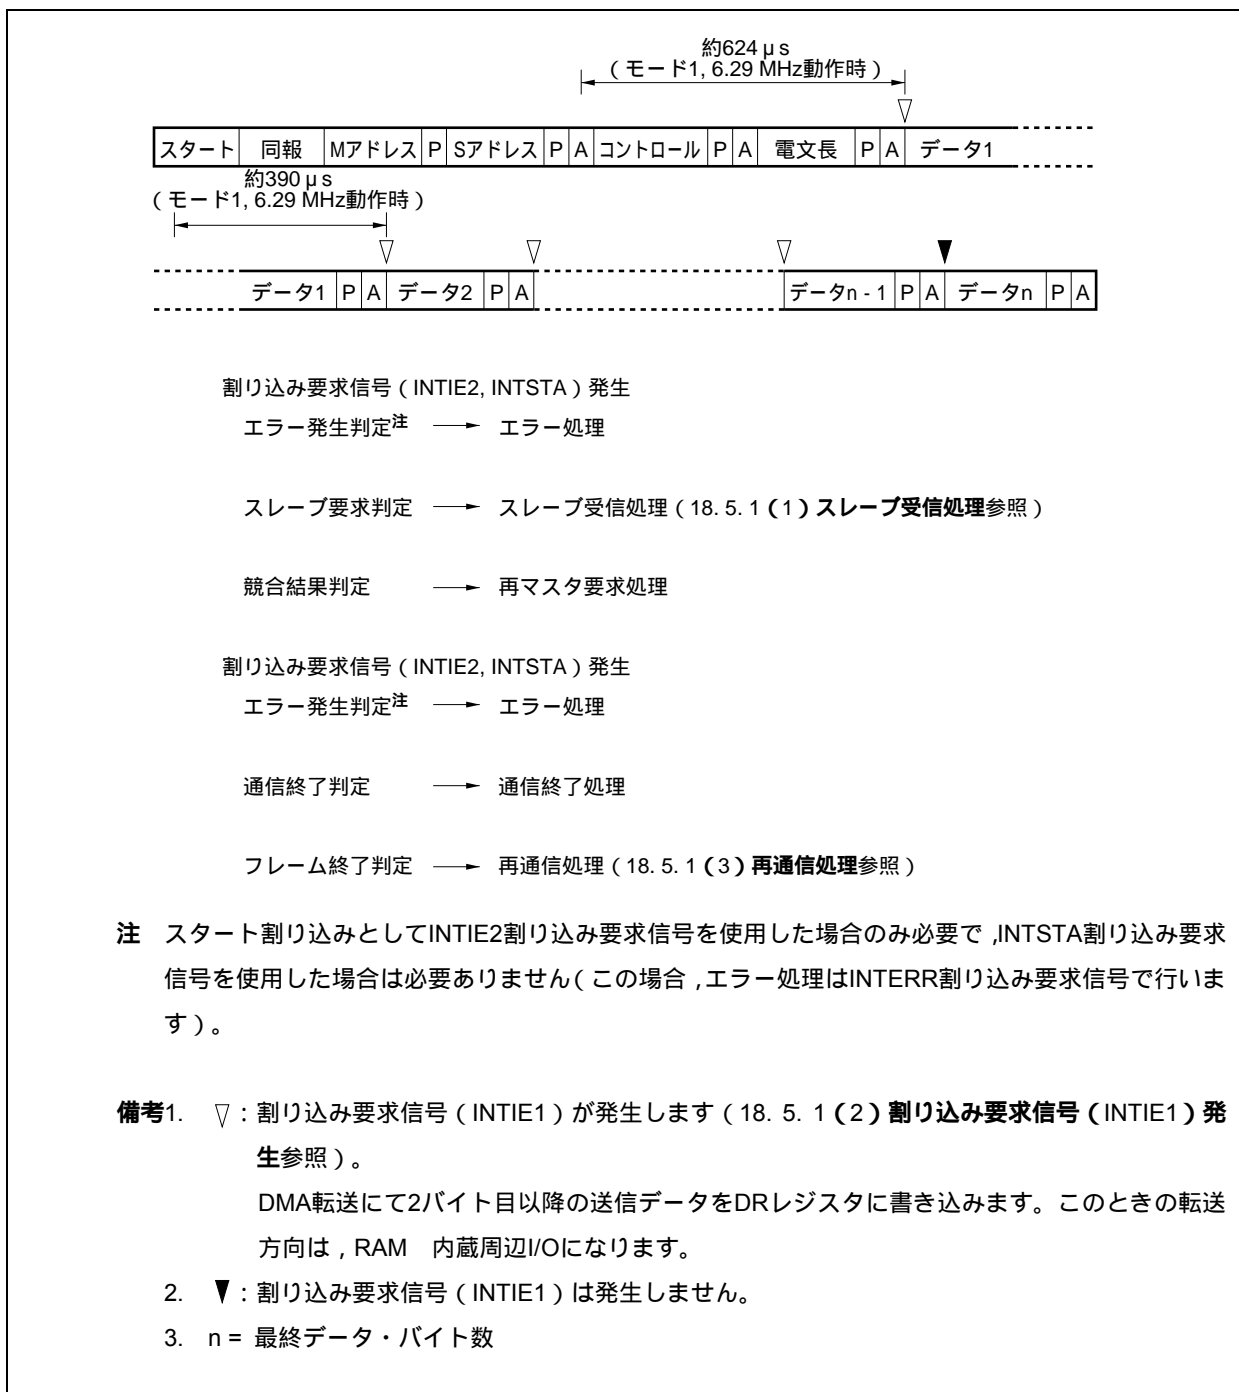 約624 μs
（モード1, 6.29 MHz動作時）
スタート 同報 Mアドレス P Sアドレス P A コントロール P A 電文長 P A データ1
約390 μs
（モード1, 6.29 MHz動作時）
データ1 P A データ2 P A データn - 1 P A データn P A
割り込み要求信号（INTIE2, INTSTA）発生
エラー発生判定注 → エラー処理
スレーブ要求判定 → スレーブ受信処理（18. 5. 1（1）スレーブ受信処理参照）
競合結果判定 → 再マスタ要求処理
割り込み要求信号（INTIE2, INTSTA）発生
エラー発生判定注 → エラー処理
通信終了判定 → 通信終了処理
フレーム終了判定 → 再通信処理（18. 5. 1（3）再通信処理参照）
注 スタート割り込みとしてINTIE2割り込み要求信号を使用した場合のみ必要で，INTSTA割り込み要求
信号を使用した場合は必要ありません（この場合，エラー処理はINTERR割り込み要求信号で行いま
す）。
備考1. ▽：割り込み要求信号（INTIE1）が発生します（18. 5. 1（2）割り込み要求信号（INTIE1）発
生参照）。
DMA転送にて2バイト目以降の送信データをDRレジスタに書き込みます。このときの転送
方向は，RAM 内蔵周辺I/Oになります。
2. ▼：割り込み要求信号（INTIE1）は発生しません。
3. n = 最終データ・バイト数